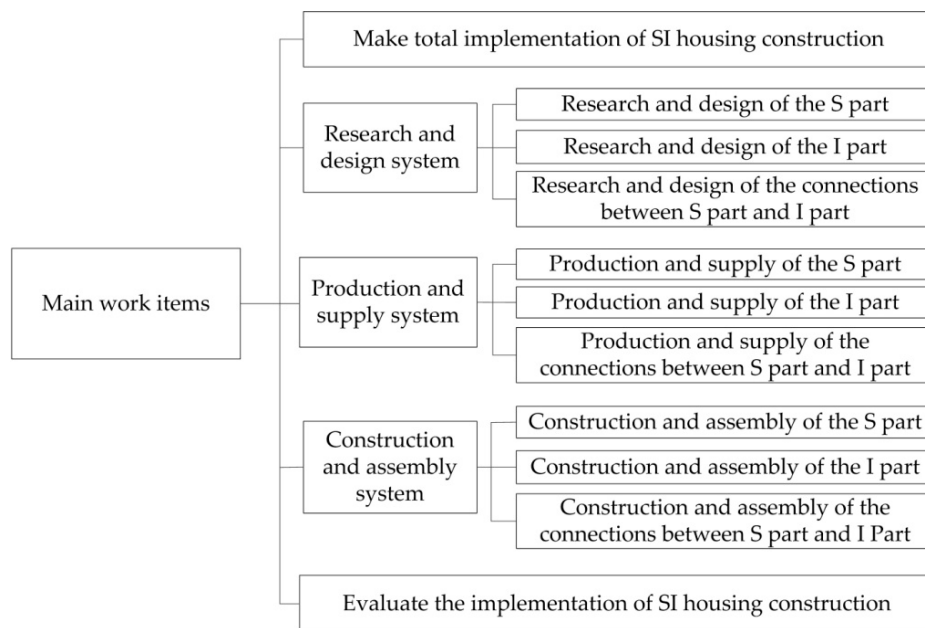 Make total implementation of SI housing construction
Research and
design system
Research and design of the S part
Research and design of the I part
Research and design of the connections
between S part and I part
Main work items
Production and
supply system
Production and supply of the S part
Production and supply of the I part
Production and supply of the
connections between S part and I part
Construction
and assembly
system
Construction and assembly of the S part
Construction and assembly of the I part
Construction and assembly of the
connections between S part and I Part
Evaluate the implementation of SI housing construction